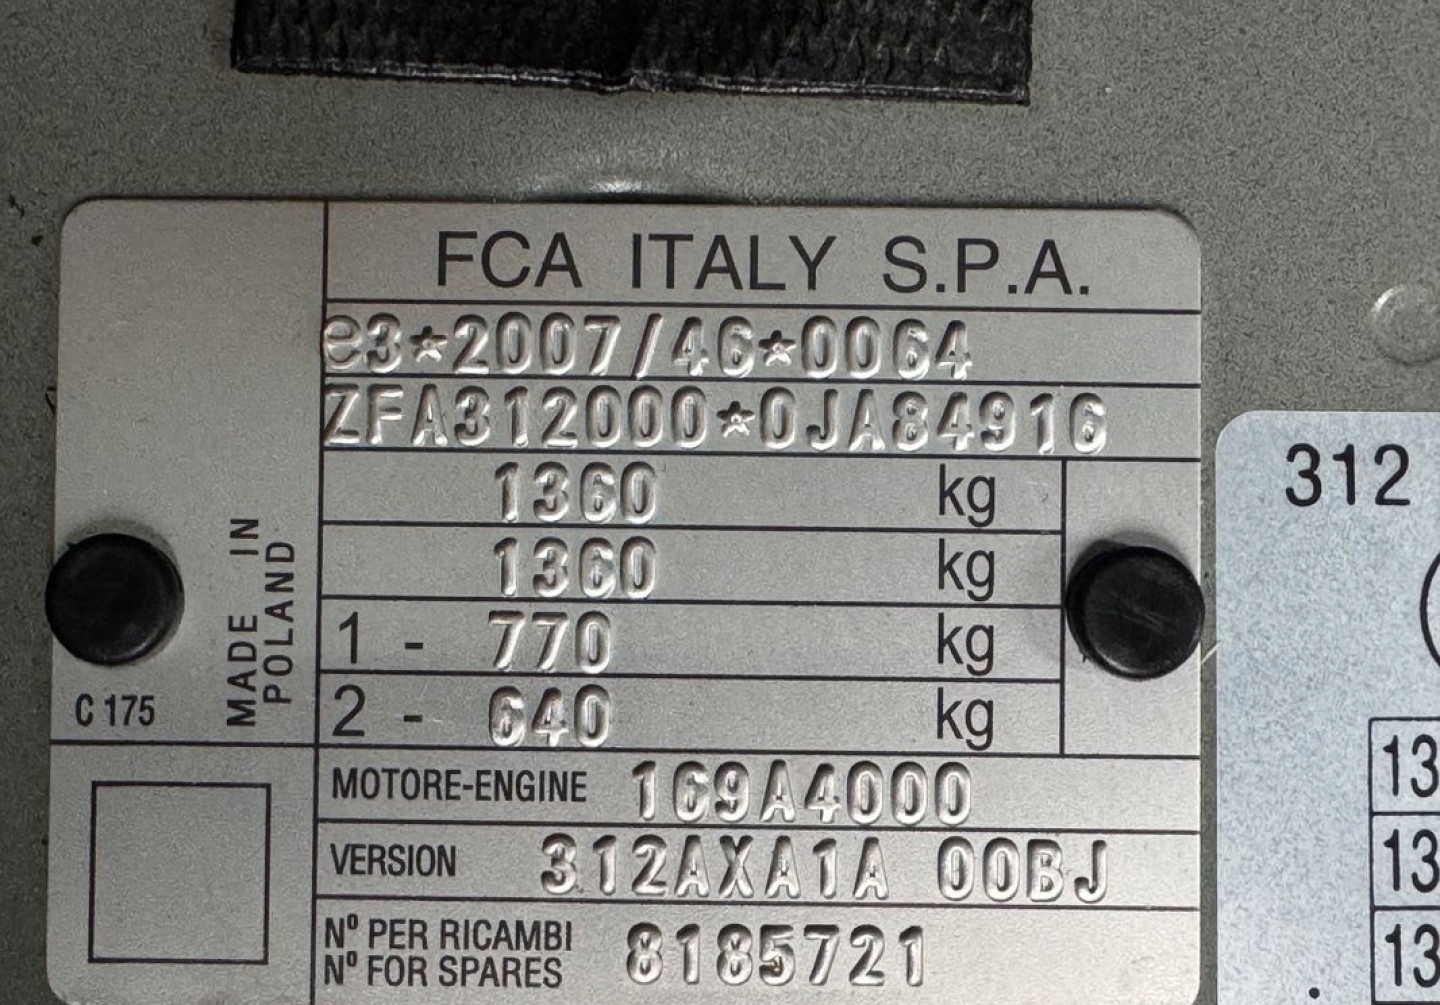 FCA ITALY S.P.A.
e3*2007/46*0064
ZFA312000*0JA84916
1360 kg
1360 kg
1 - 770 kg
2 - 640 kg
C 175
MADE IN
POLAND
MOTORE-ENGINE 169A4000
VERSION 312AXA1A 00BJ
Nº PER RICAMBI
Nº FOR SPARES 8185721
312
13
13
13